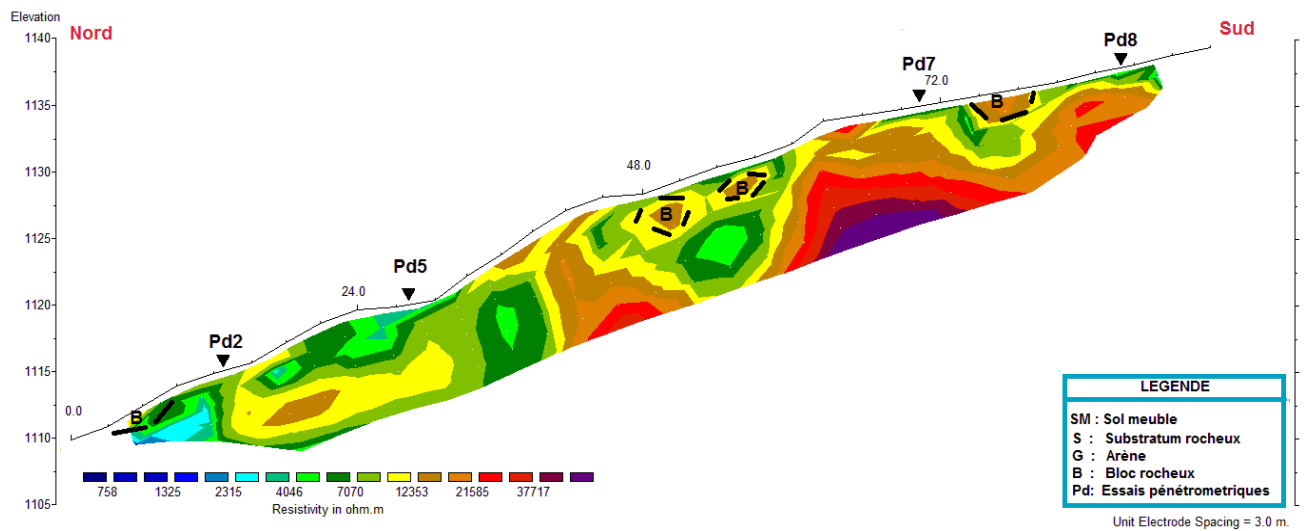 Elevation
1140
Nord
Sud
Pd8
Pd7
72.0
1135
B
1130
48.0
B
B
1125
Pd5
24.0
1120
Pd2
1115
0.0
B
1110
1105
758 1325 2315 4046 7070 12353 21585 37717
Resistivity in ohm.m
LEGENDE
SM : Sol meuble
S : Substratum rocheux
G : Arène
B : Bloc rocheux
Pd: Essais pénétrometriques
Unit Electrode Spacing = 3.0 m.